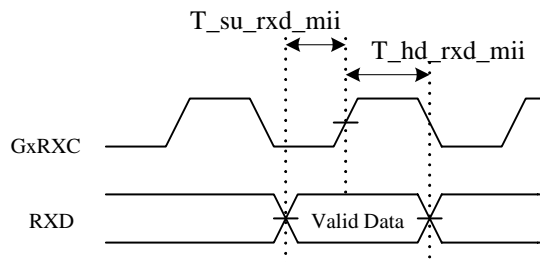 T_su_rxd_mii
T_hd_rxd_mii
GxRXC
RXD
Valid Data